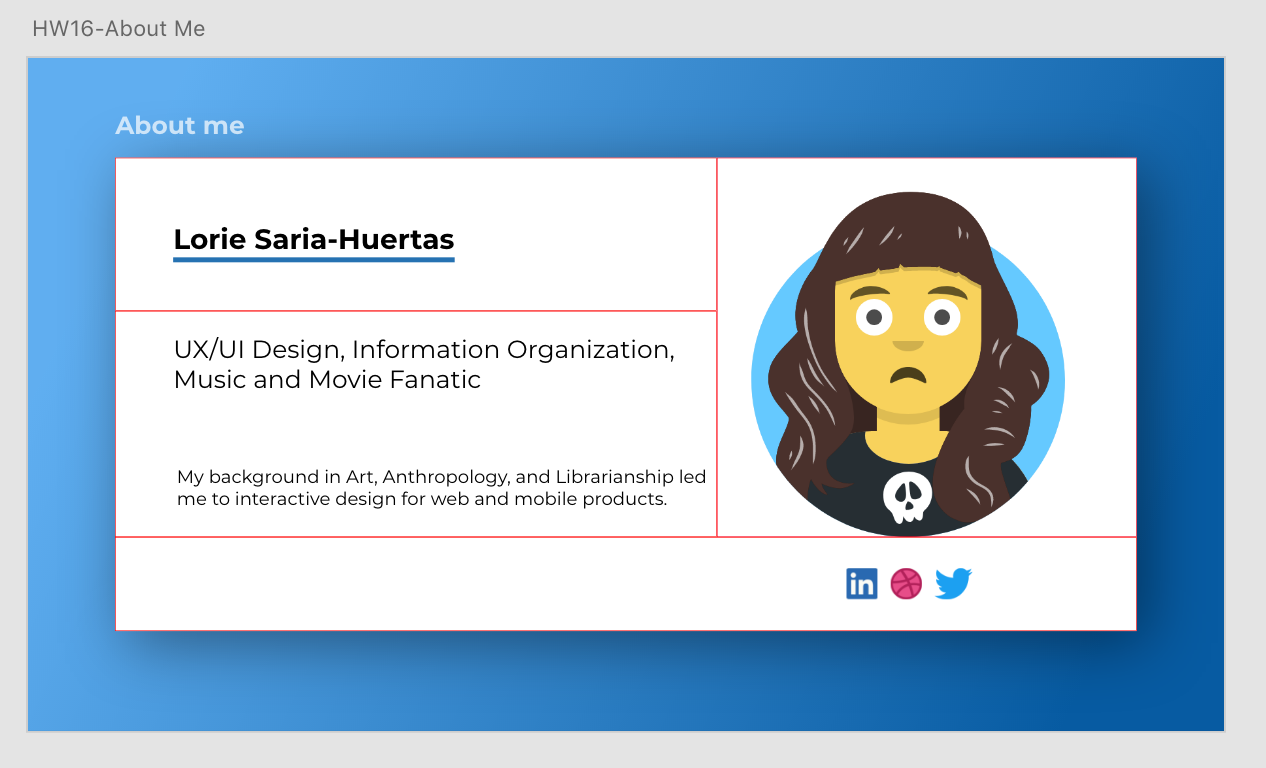 HW16-About Me
About me
Lorie Saria-Huertas
UX/UI Design, Information Organization,
Music and Movie Fanatic
My background in Art, Anthropology, and Librarianship led
me to interactive design for web and mobile products.
in